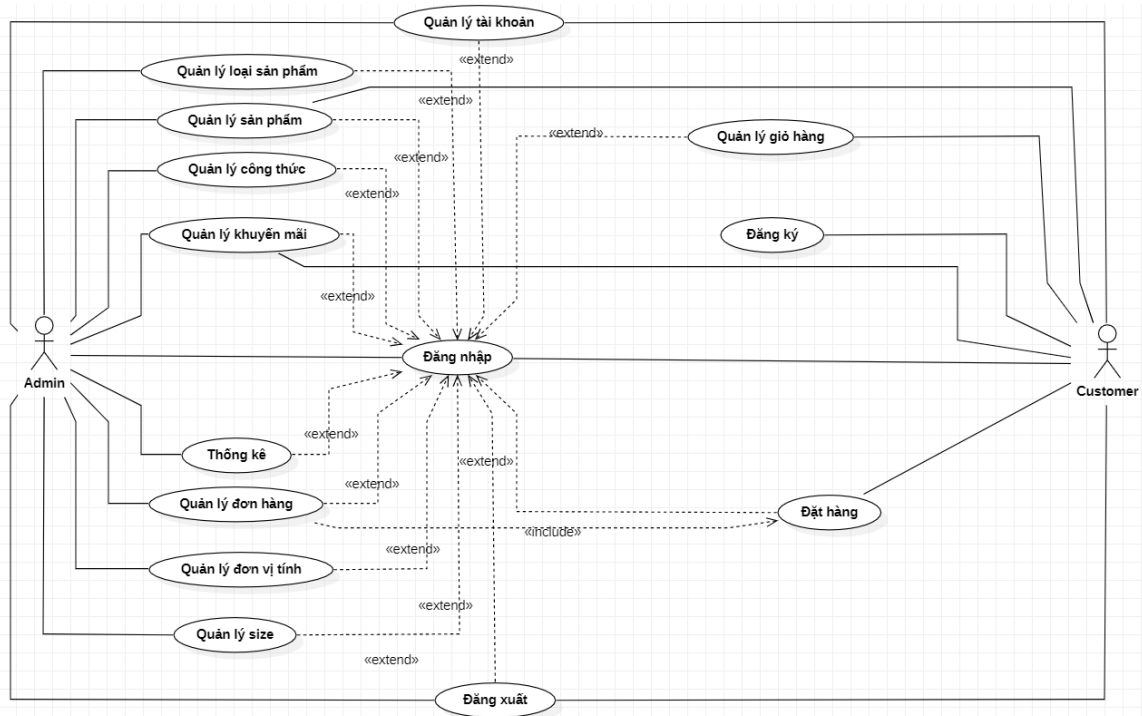 Quản lý tài khoản
«extend»
Quản lý loại sản phẩm
«extend»
Quản lý sản phẩm
«extend»
Quản lý giỏ hàng
«extend»
Quản lý công thức
«extend»
Quản lý khuyến mãi
Đăng ký
«extend»
Đăng nhập
Admin
Customer
Thống kê
«extend»
«extend»
Quản lý đơn hàng
«extend»
Đặt hàng
«include»
Quản lý đơn vị tính
«extend»
Quản lý size
«extend»
«extend»
Đăng xuất